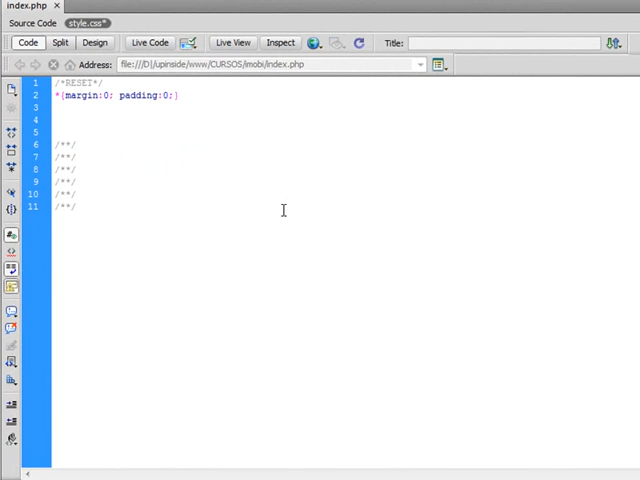 index.php ×
Source Code style.css*
Code Split Design Live Code Live View Inspect Title:
Address: file:///D|/upinside/www/CURSOS/imobi/index.php
1 /*RESET*/
2 *{margin:0; padding:0;}
3
4
5
6 /**/
7 /**/
8 /**/
9 /**/
10 /**/
11 /**/